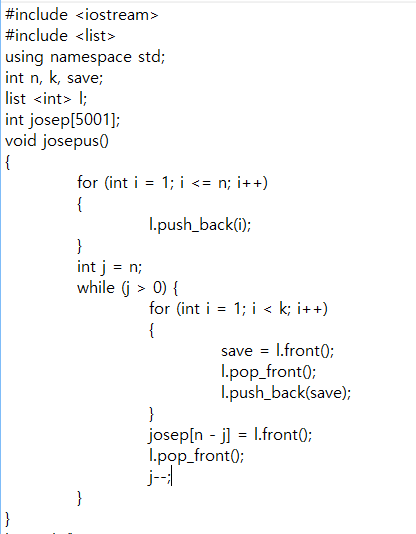 #include <iostream>
#include <list>
using namespace std;
int n, k, save;
list <int> l;
int josep[5001];
void josepus()
{
for (int i = 1; i <= n; i++)
{
l.push_back(i);
}
int j = n;
while (j > 0) {
for (int i = 1; i < k; i++)
{
save = l.front();
l.pop_front();
l.push_back(save);
}
josep[n - j] = l.front();
l.pop_front();
j--;
}
}